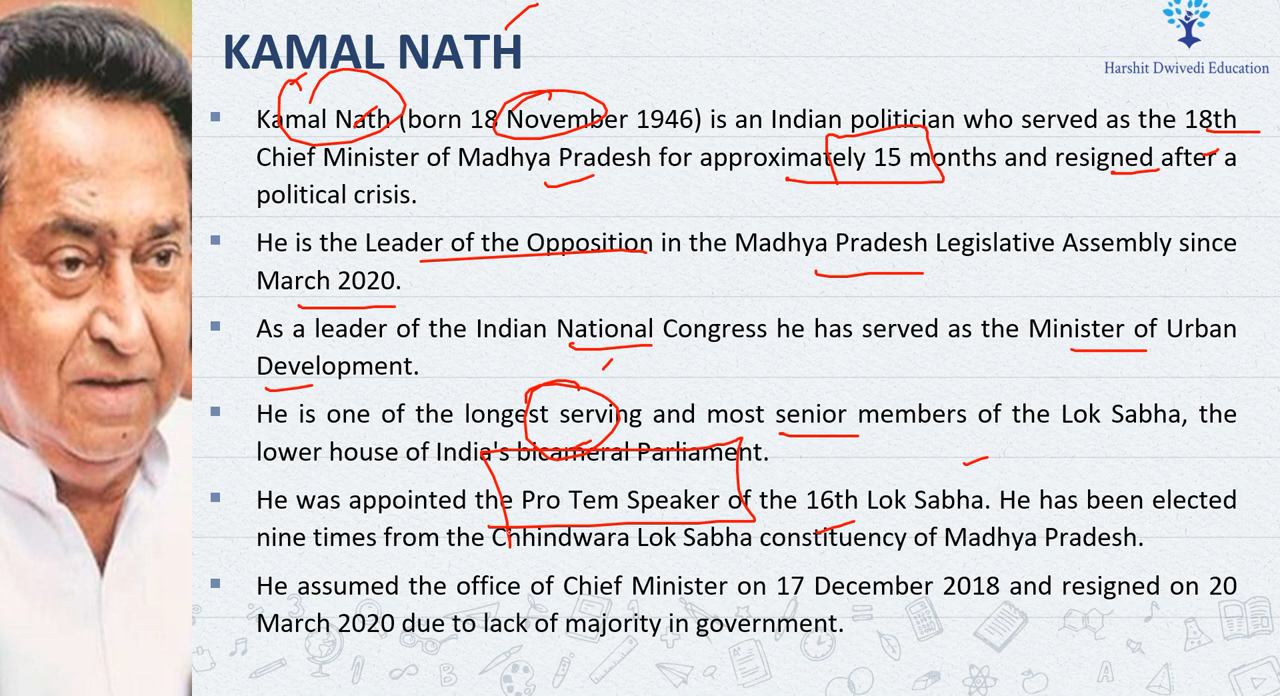 KAMAL NATH
Harshit Dwivedi Education
Kamal Nath (born 18 November 1946) is an Indian politician who served as the 18th
Chief Minister of Madhya Pradesh for approximately 15 months and resigned after a
political crisis.
He is the Leader of the Opposition in the Madhya Pradesh Legislative Assembly since
March 2020.
As a leader of the Indian National Congress he has served as the Minister of Urban
Development.
He is one of the longest serving and most senior members of the Lok Sabha, the
lower house of India's bicameral Parliament.
He was appointed the Pro Tem Speaker of the 16th Lok Sabha. He has been elected
nine times from the Chhindwara Lok Sabha constituency of Madhya Pradesh.
He assumed the office of Chief Minister on 17 December 2018 and resigned on 20
March 2020 due to lack of majority in government.